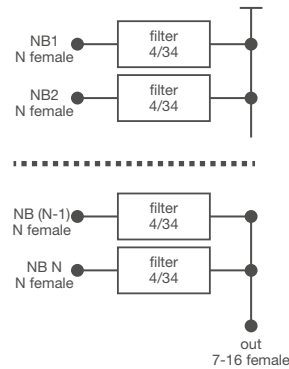 NB1
N female
filter
4/34
NB2
N female
filter
4/34
NB (N-1)
N female
filter
4/34
NB N
N female
filter
4/34
out
7-16 female